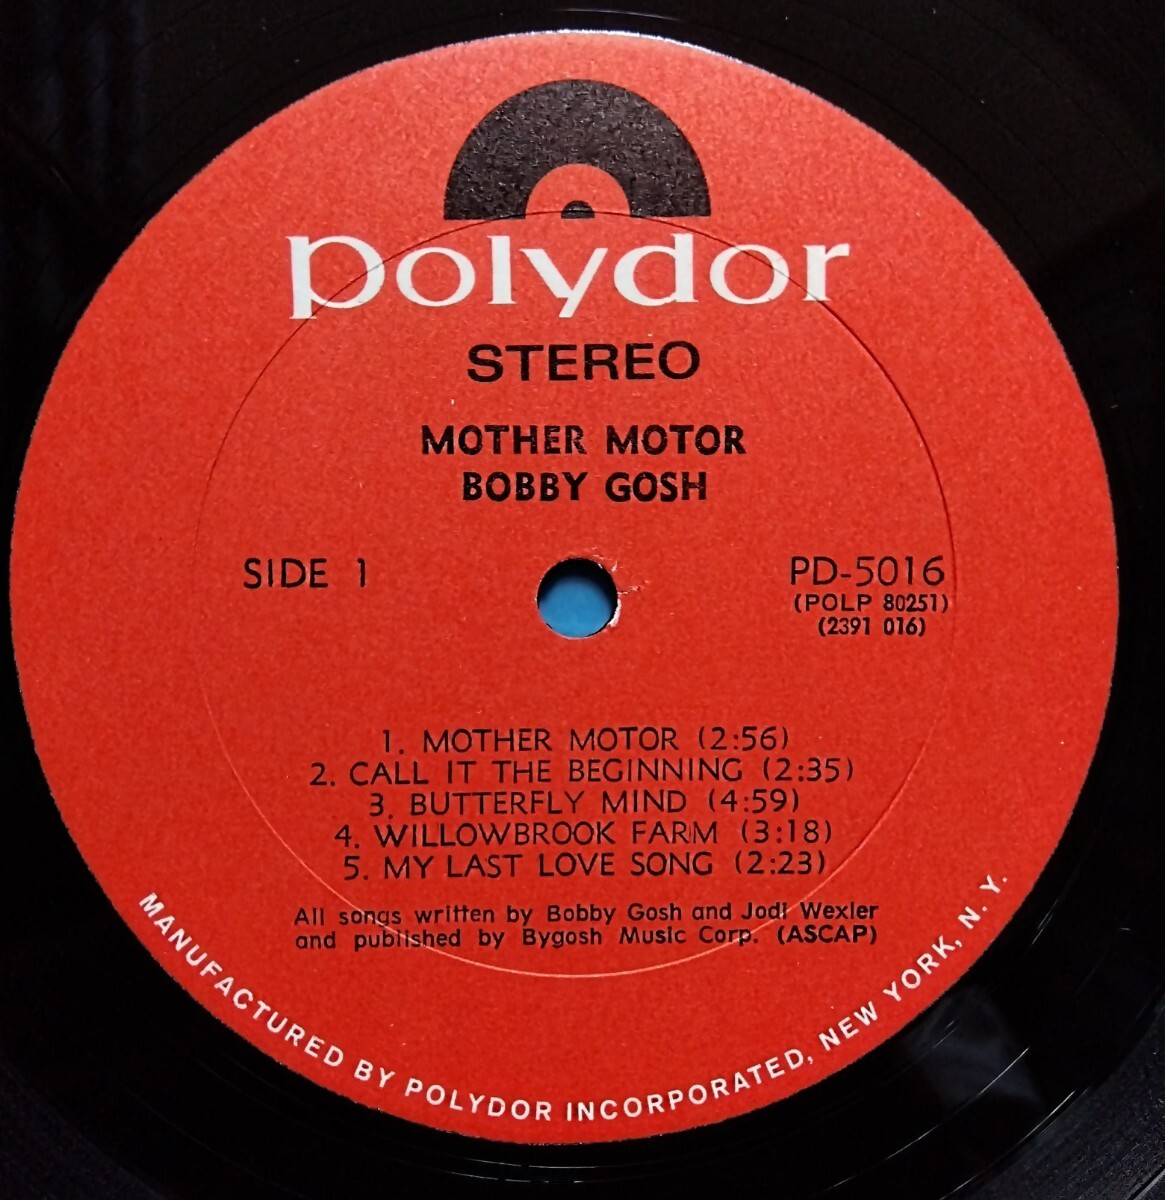 polydor
STEREO
MOTHER MOTOR
BOBBY GOSH
SIDE 1
PD-5016
(POLP 80251)
(2391 016)
1. MOTHER MOTOR (2:56)
2. CALL IT THE BEGINNING (2:35)
3. BUTTERFLY MIND (4:59)
4. WILLOWBROOK FARM (3:18)
5. MY LAST LOVE SONG (2:23)
All songs written by Bobby Gosh and Jodi Wexler
and published by Bygosh Music Corp. (ASCAP)
MANUFACTURED BY POLYDOR INCORPORATED, NEW YORK, N. Y.